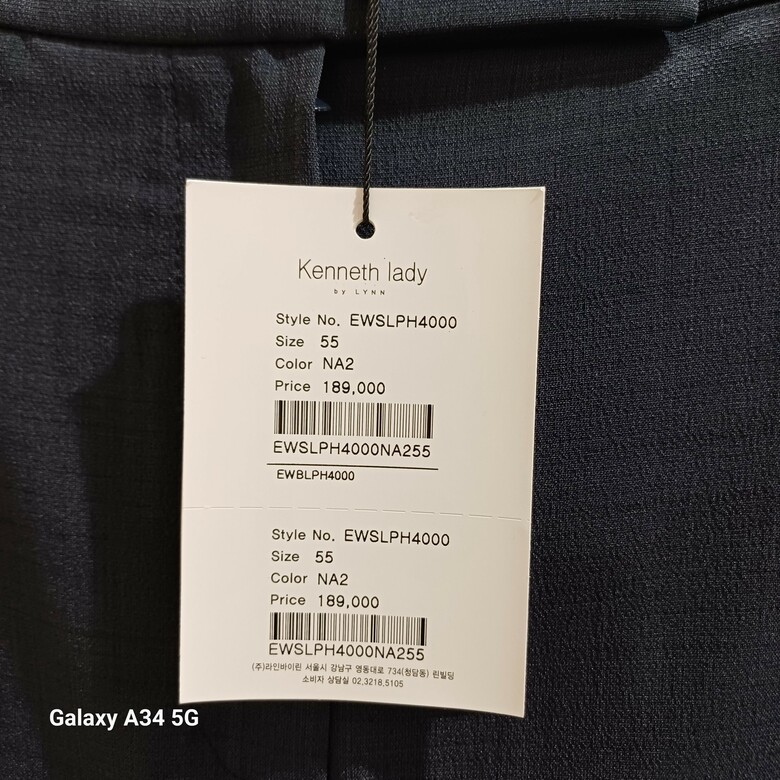 Kenneth lady
by LYNN
Style No. EWSLPH4000
Size 55
Color NA2
Price 189,000
EWSLPH4000NA255
EWBLPH4000
Style No. EWSLPH4000
Size 55
Color NA2
Price 189,000
EWSLPH4000NA255
(주)라인바이린 서울시 강남구 영동대로 734(청담동) 린빌딩
소비자 상담실 02.3218.5105
Galaxy A34 5G